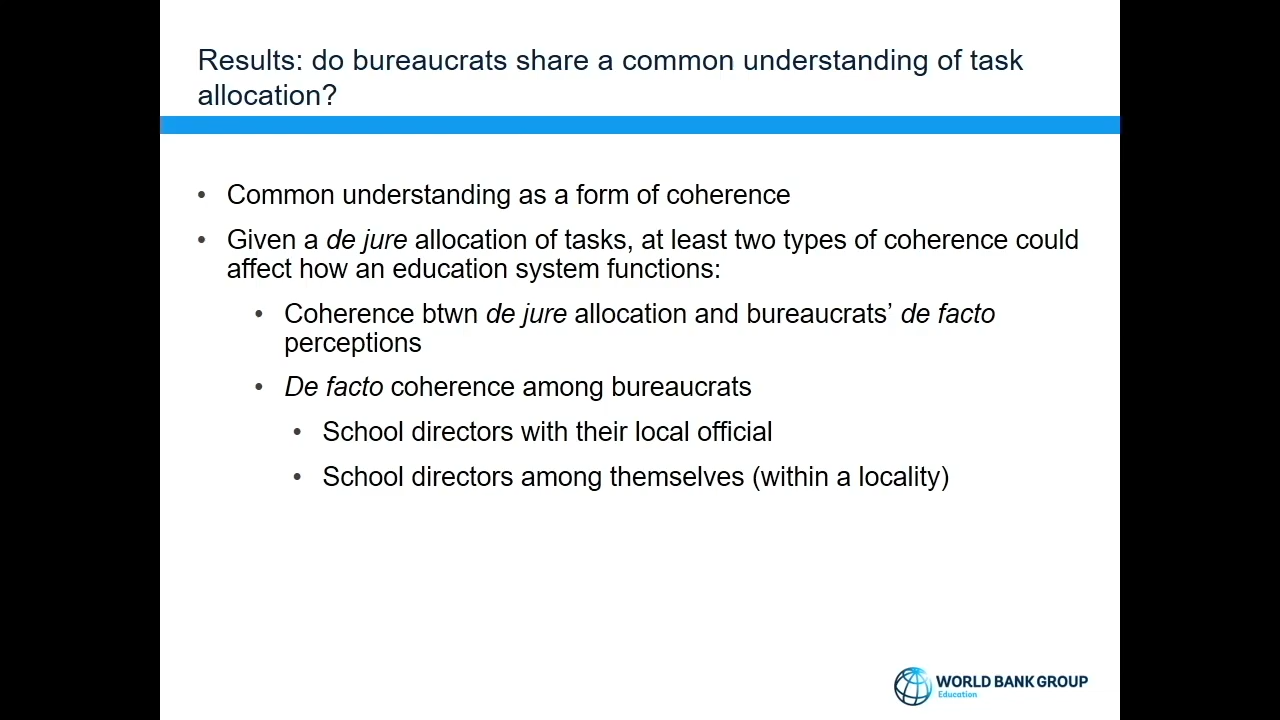 Results: do bureaucrats share a common understanding of task
allocation?
• Common understanding as a form of coherence
• Given a de jure allocation of tasks, at least two types of coherence could
affect how an education system functions:
• Coherence btwn de jure allocation and bureaucrats’ de facto
perceptions
• De facto coherence among bureaucrats
• School directors with their local official
• School directors among themselves (within a locality)
WORLD BANK GROUP
Education